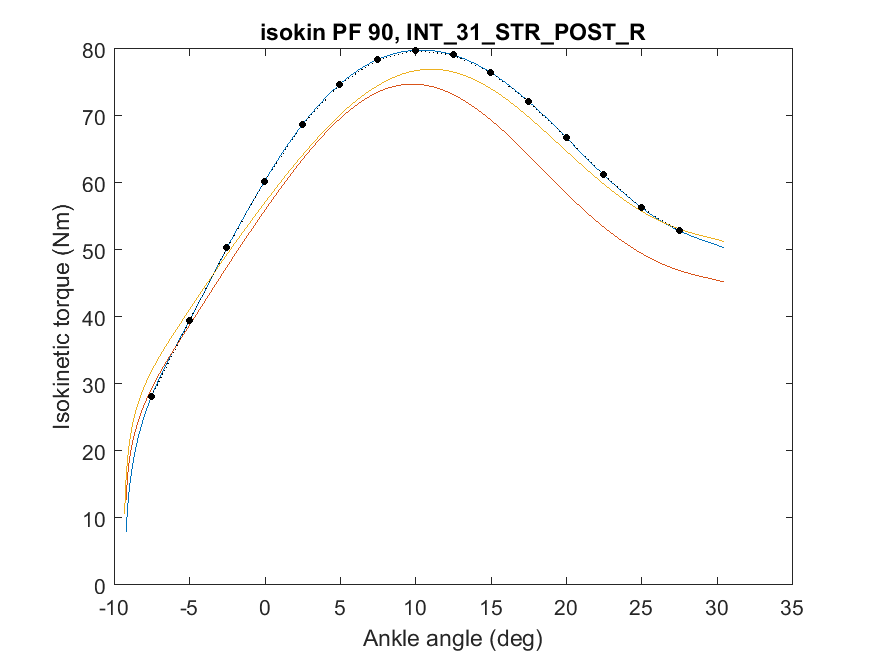 isokin PF 90, INT_31_STR_POST_R
80
70
60
50
40
30
20
10
0
Isokinetic torque (Nm)
-10 -5 0 5 10 15 20 25 30 35
Ankle angle (deg)